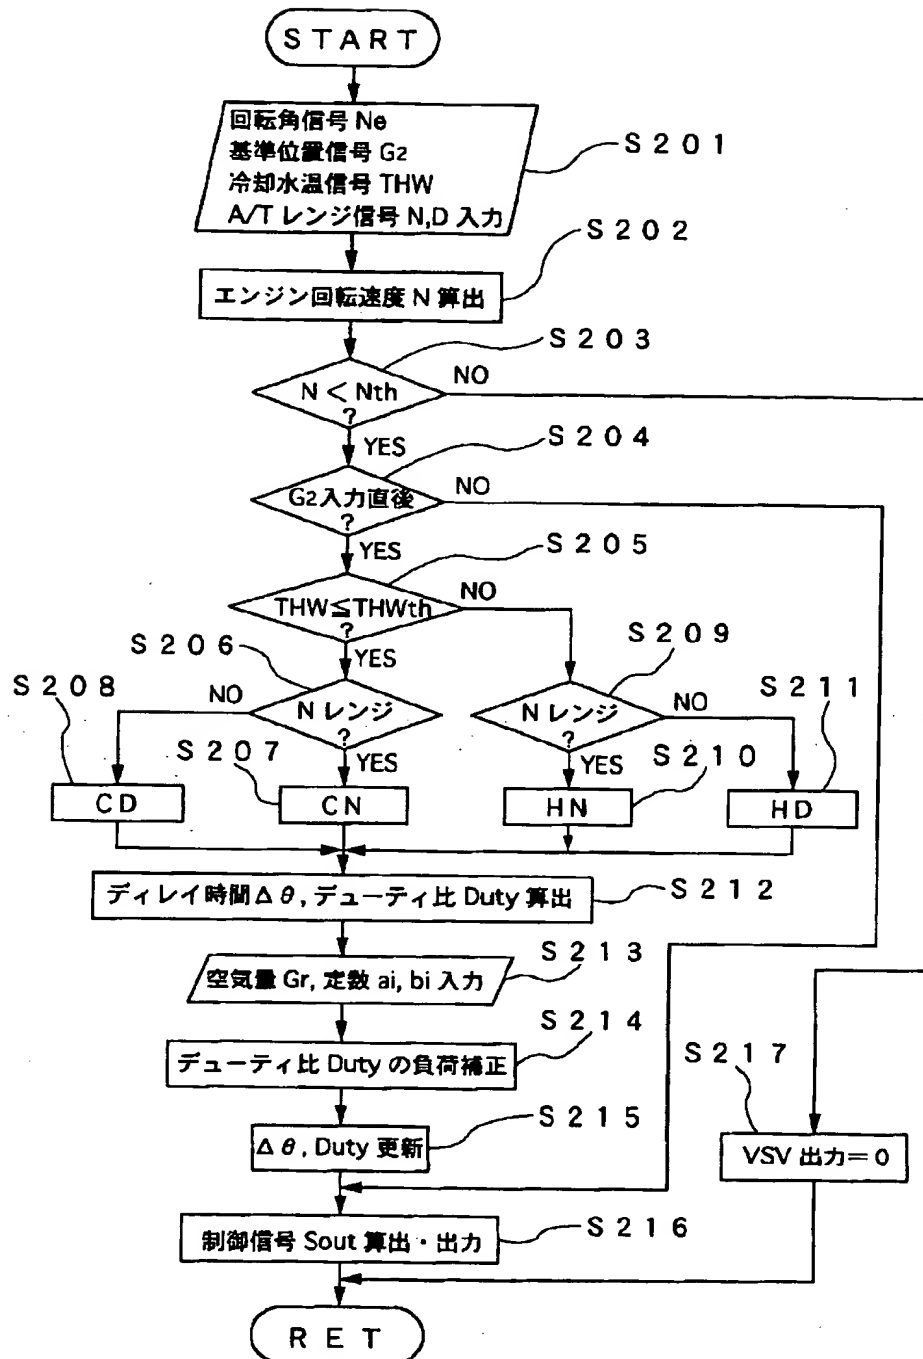 START
回転角信号 Ne
基準位置信号 G2
冷却水温信号 THW
A/T レンジ信号 N,D 入力
S201
S202
エンジン回転速度 N 算出
S203
N < Nth
?
NO
YES
S204
G2入力直後
?
NO
YES
S205
THW≦THWth
?
NO
YES
S206
S209
S208
NO
N レンジ
?
N レンジ
?
NO
S211
S207
YES
YES
S210
CD
CN
HN
HD
ディレイ時間Δθ, デューティ比 Duty 算出
S212
S213
空気量 Gr, 定数 ai, bi 入力
S214
デューティ比 Duty の負荷補正
S217
S215
Δθ, Duty 更新
VSV 出力=0
制御信号 Sout 算出・出力
S216
RET